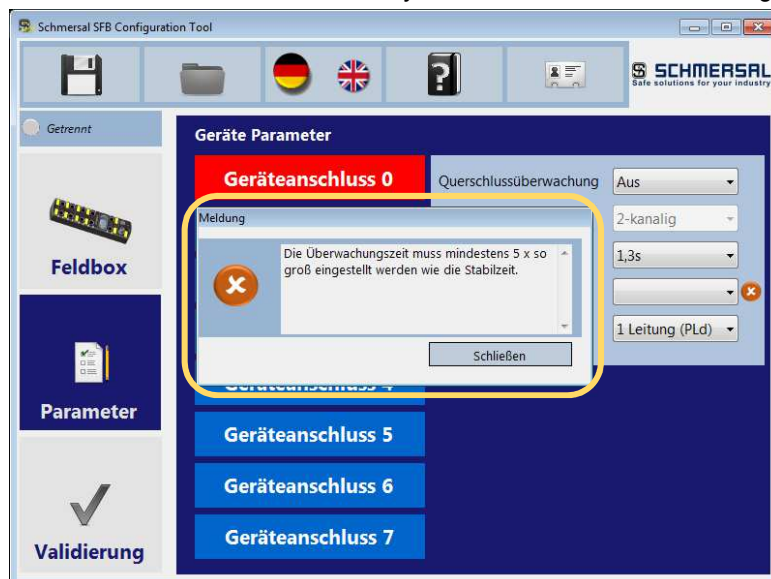 Schmersal SFB Configuration Tool
SCHMERSAL
Safe solutions for your industry
Getrennt
Geräte Parameter
Geräteanschluss 0
Querschlussüberwachung
Aus
2-kanalig
1,3s
1 Leitung (PLd)
Meldung
Die Überwachungszeit muss mindestens 5 x so
groß eingestellt werden wie die Stabilzeit.
Schließen
Geräteanschluss 4
Geräteanschluss 5
Geräteanschluss 6
Geräteanschluss 7
Feldbox
Parameter
Validierung